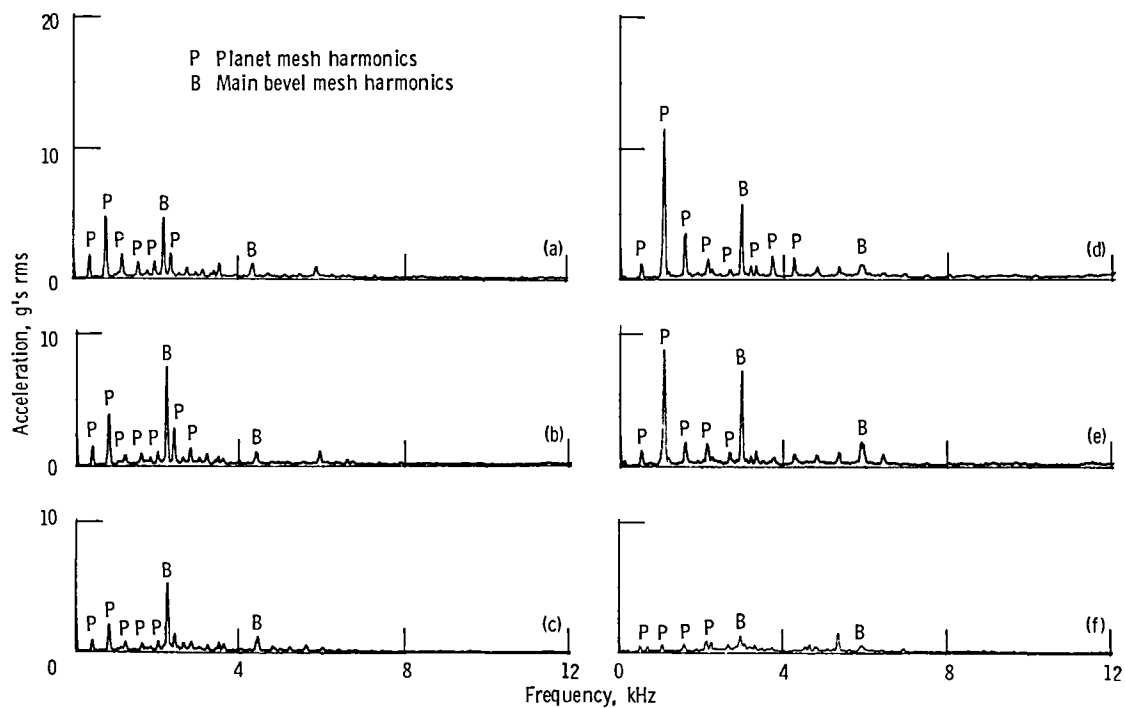 20
P Planet mesh harmonics
B Main bevel mesh harmonics
10
P P P P P B P B
(a)
0
P P P P P P P P B B
(d)
Acceleration, g's rms
10
P P P P P B P P B
(b)
0
P P P P P B B
(e)
10
P P P P P B B
(c)
0 4 8 12
P P P P B B
(f)
0 4 8 12
Frequency, kHz